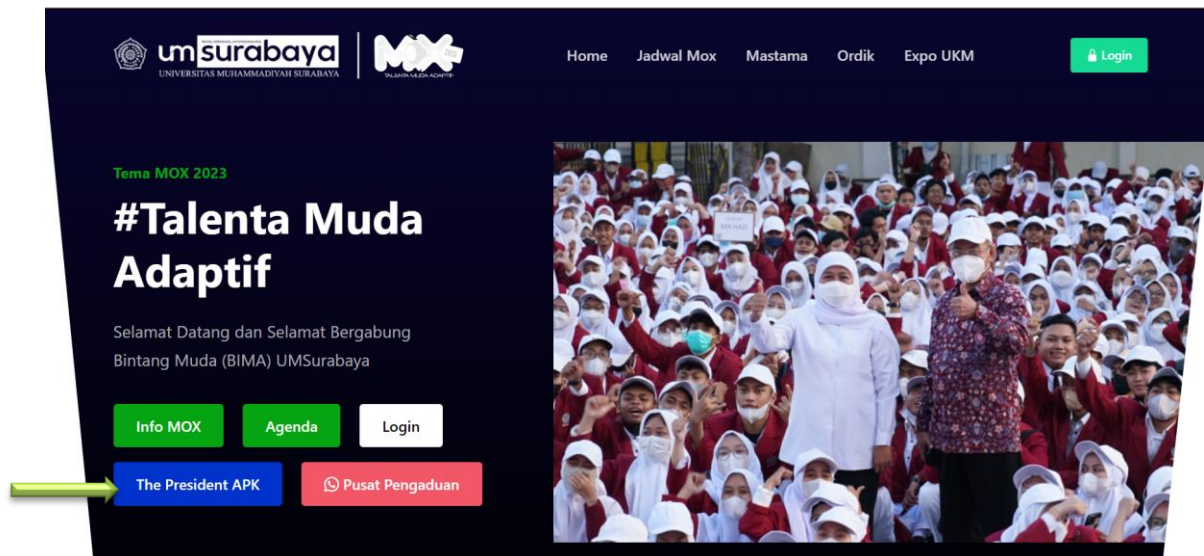 um surabaya
UNIVERSITAS MUHAMMADIYAH SURABAYA
MOX
TALENTA MUDA ADAPTIF
Home Jadwal Mox Mastama Ordik Expo UKM Login
Tema MOX 2023
#Talenta Muda
Adaptif
Selamat Datang dan Selamat Bergabung
Bintang Muda (BIMA) UMSurabaya
Info MOX Agenda Login
The President APK Pusat Pengaduan